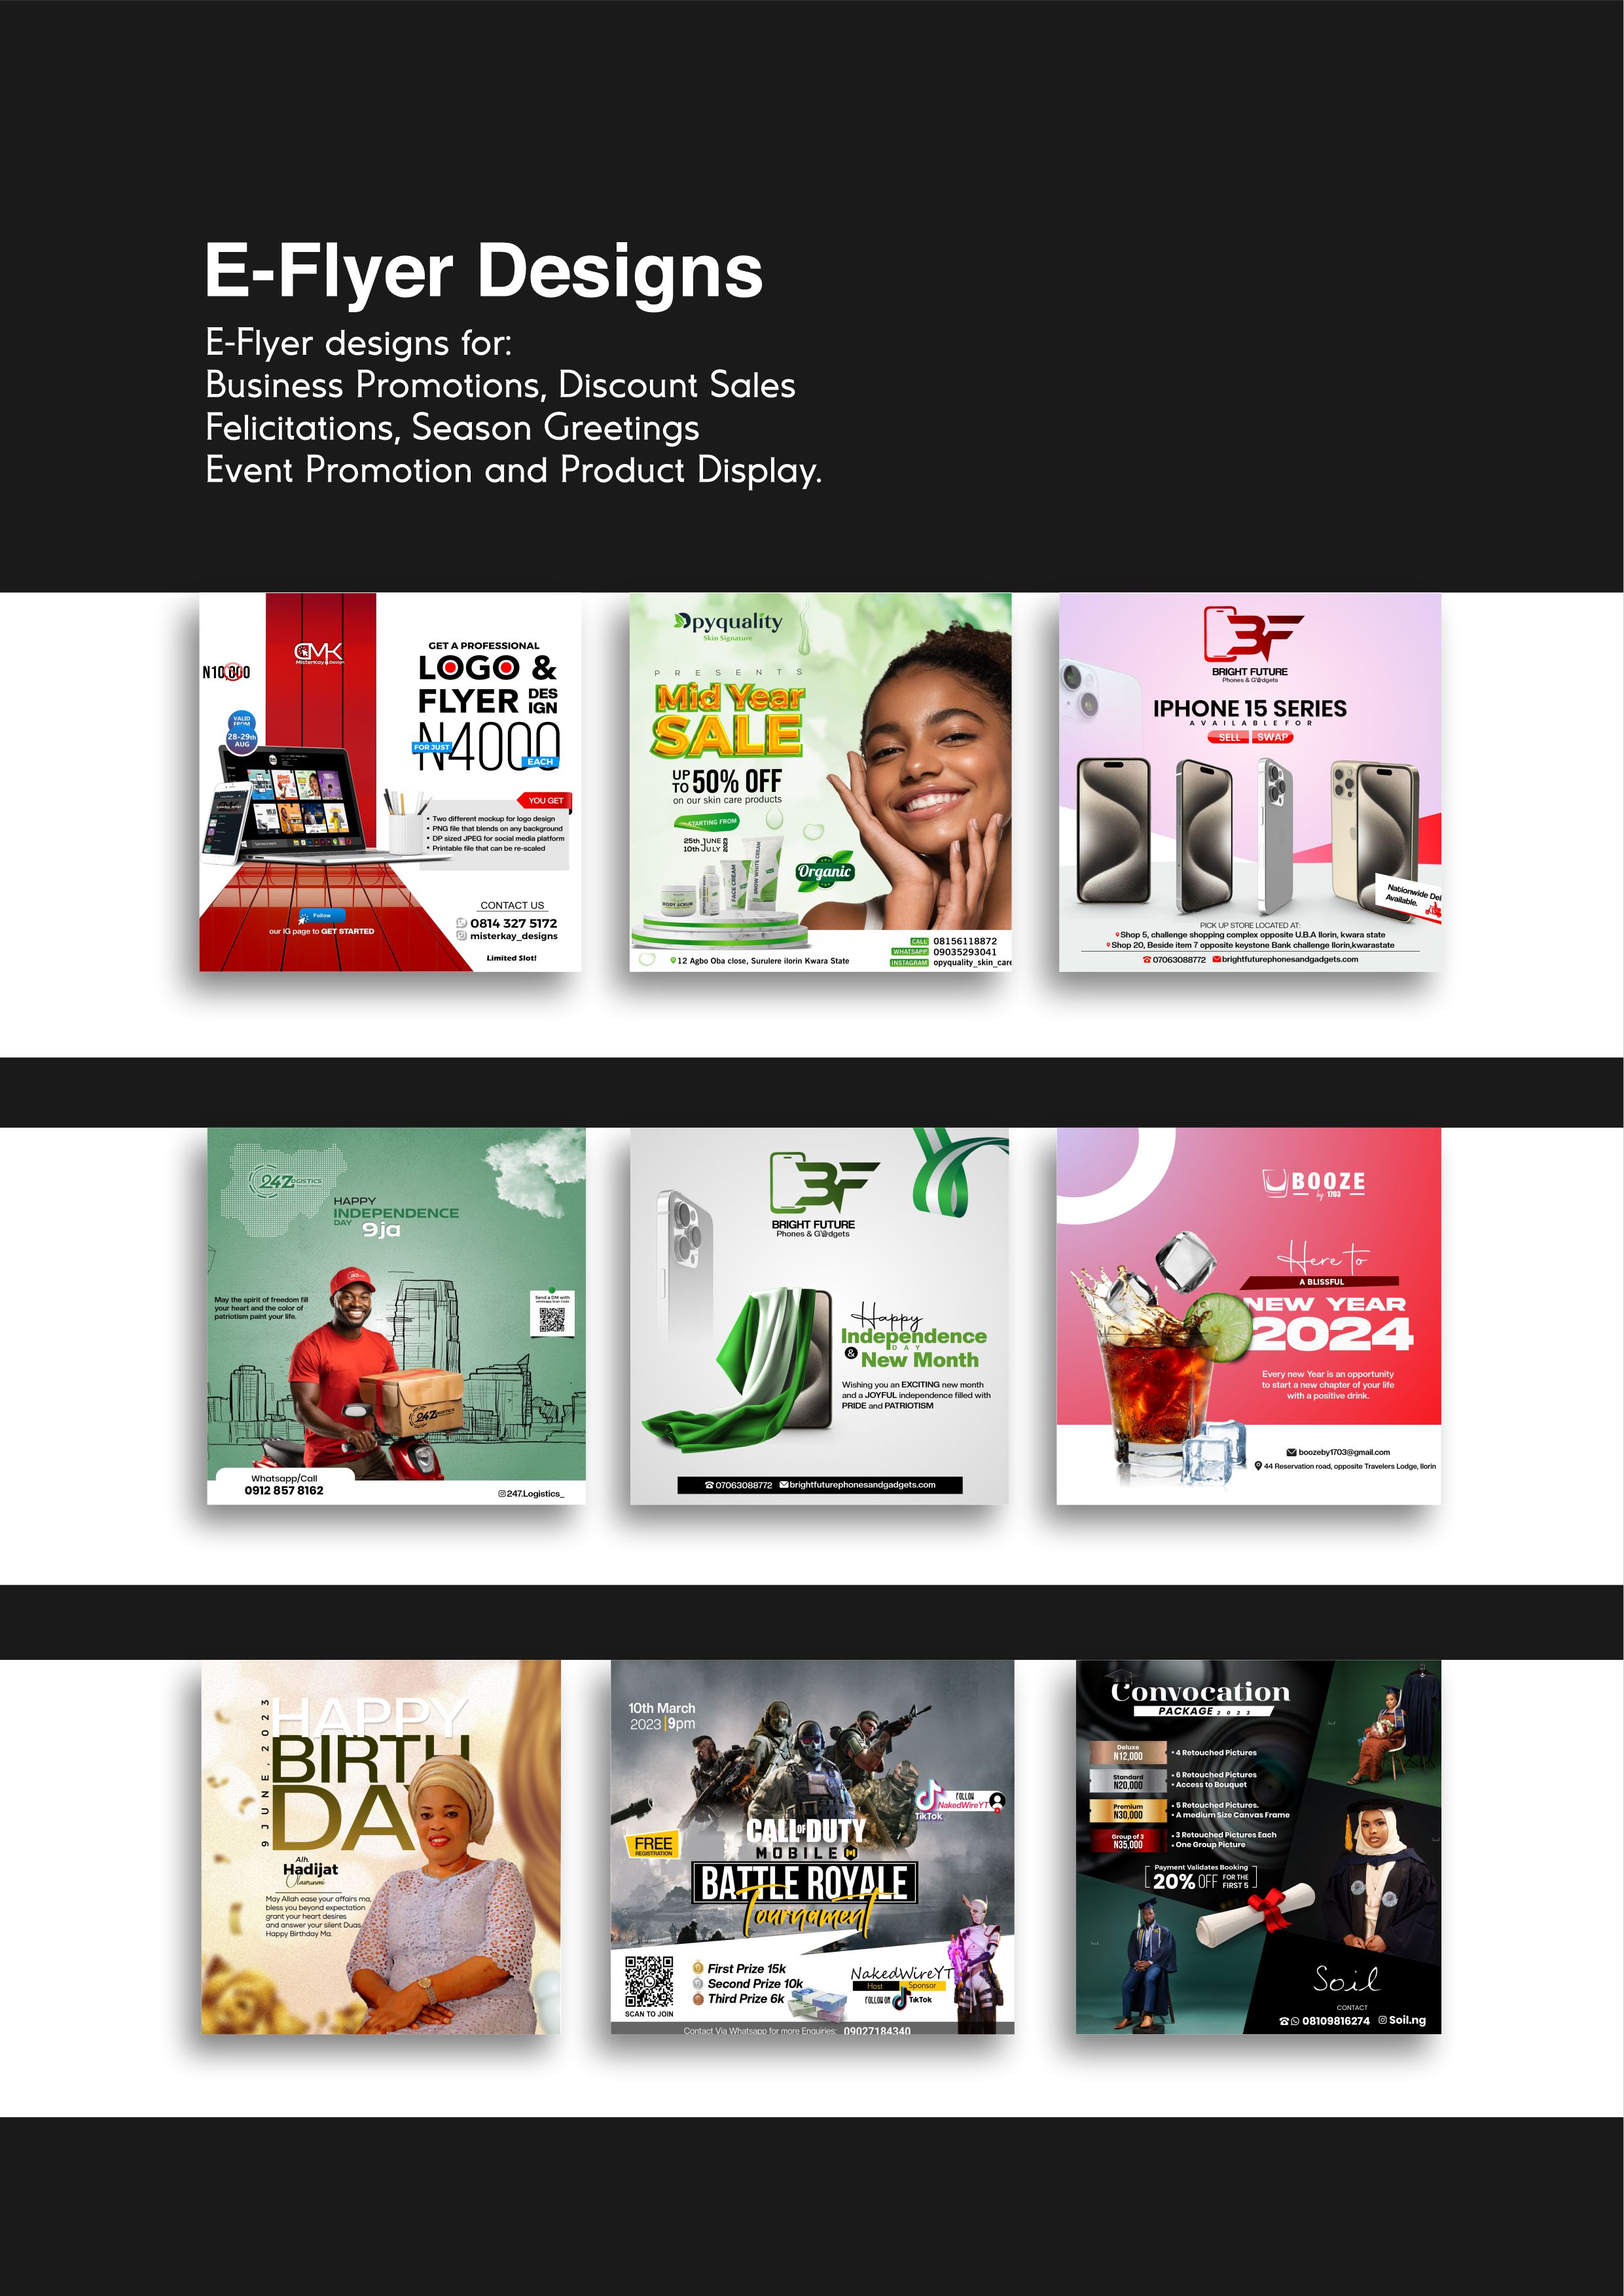 E-Flyer Designs
E-Flyer designs for:
Business Promotions, Discount Sales
Felicitations, Season Greetings
Event Promotion and Product Display.
N10,000
VALID
FROM
28-29th
AUG
MisterKay Design
GET A PROFESSIONAL
LOGO &
FLYER DES
IGN
FOR JUST
N4000
EACH
YOU GET
• Two different mockup for logo design
• PNG file that blends on any background
• DP sized JPEG for social media platform
• Printable file that can be re-scaled
Follow
our IG page to GET STARTED
CONTACT US
0814 327 5172
misterkay_designs
Limited Slot!
Opyquality
Skin Signature
PRESENTS
Mid Year
SALE
UP
TO 50% OFF
on our skin care products
STARTING FROM
25th JUNE
10th JULY 2023
BODY SCRUB
FACE CREAM
SNOW WHITE CREAM
Organic
12 Agbo Oba close, Surulere ilorin Kwara State
CALL 08156118872
WHATSAPP 09035293041
INSTAGRAM opyquality_skin_care
BF
BRIGHT FUTURE
Phones & G@dgets
IPHONE 15 SERIES
AVAILABLE FOR
SELL SWAP
Nationwide Del
Available.
PICK UP STORE LOCATED AT:
Shop 5, challenge shopping complex opposite U.B.A Ilorin, kwara state
Shop 20, Beside item 7 opposite keystone Bank challenge Ilorin,kwarastate
07063088772 brightfuturephonesandgadgets.com
247 LOGISTICS
HAPPY
INDEPENDENCE
DAY 9ja
May the spirit of freedom fill
your heart and the color of
patriotism paint your life.
Send a DM with
247 LOGISTICS
Whatsapp/Call
0912 857 8162
247.Logistics_
BF
BRIGHT FUTURE
Phones & G@dgets
Happy
Independence
DAY
& New Month
Wishing you an EXCITING new month
and a JOYFUL independence filled with
PRIDE and PATRIOTISM
07063088772 brightfuturephonesandgadgets.com
BOOZE
by 1703
Here to
A BLISSFUL
NEW YEAR
2024
Every new Year is an opportunity
to start a new chapter of your life
with a positive drink.
boozeby1703@gmail.com
44 Reservation road, opposite Travelers Lodge, Ilorin
9 JUNE, 2023
HAPPY
BIRTH
DAY
Alh.
Hadijat
May Allah ease your affairs ma,
bless you beyond expectation
grant your heart desires
and answer your silent Duas.
Happy Birthday Ma.
10th March
2023 | 9pm
FOLLOW
NakedWireYT
TikTok
FREE
REGISTRATION
CALL OF DUTY
MOBILE
BATTLE ROYALE
Tournament
SCAN TO JOIN
First Prize 15k
Second Prize 10k
Third Prize 6k
NakedWireYT
Host Sponsor
FOLLOW ON TikTok
Contact Via Whatsapp for more Enquiries: 09027184340
Convocation
PACKAGE 2023
Deluxe
N12,000
• 4 Retouched Pictures
Standard
N20,000
• 6 Retouched Pictures
• Access to Bouquet
Premium
N30,000
• 5 Retouched Pictures.
• A medium Size Canvas Frame
Group of 3
N35,000
• 3 Retouched Pictures Each
• One Group Picture
Payment Validates Booking
20% OFF FOR THE
FIRST 5
Soil
CONTACT
08109816274 Soil.ng